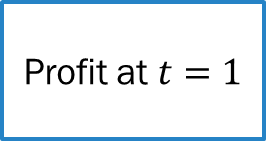 Profit at t = 1